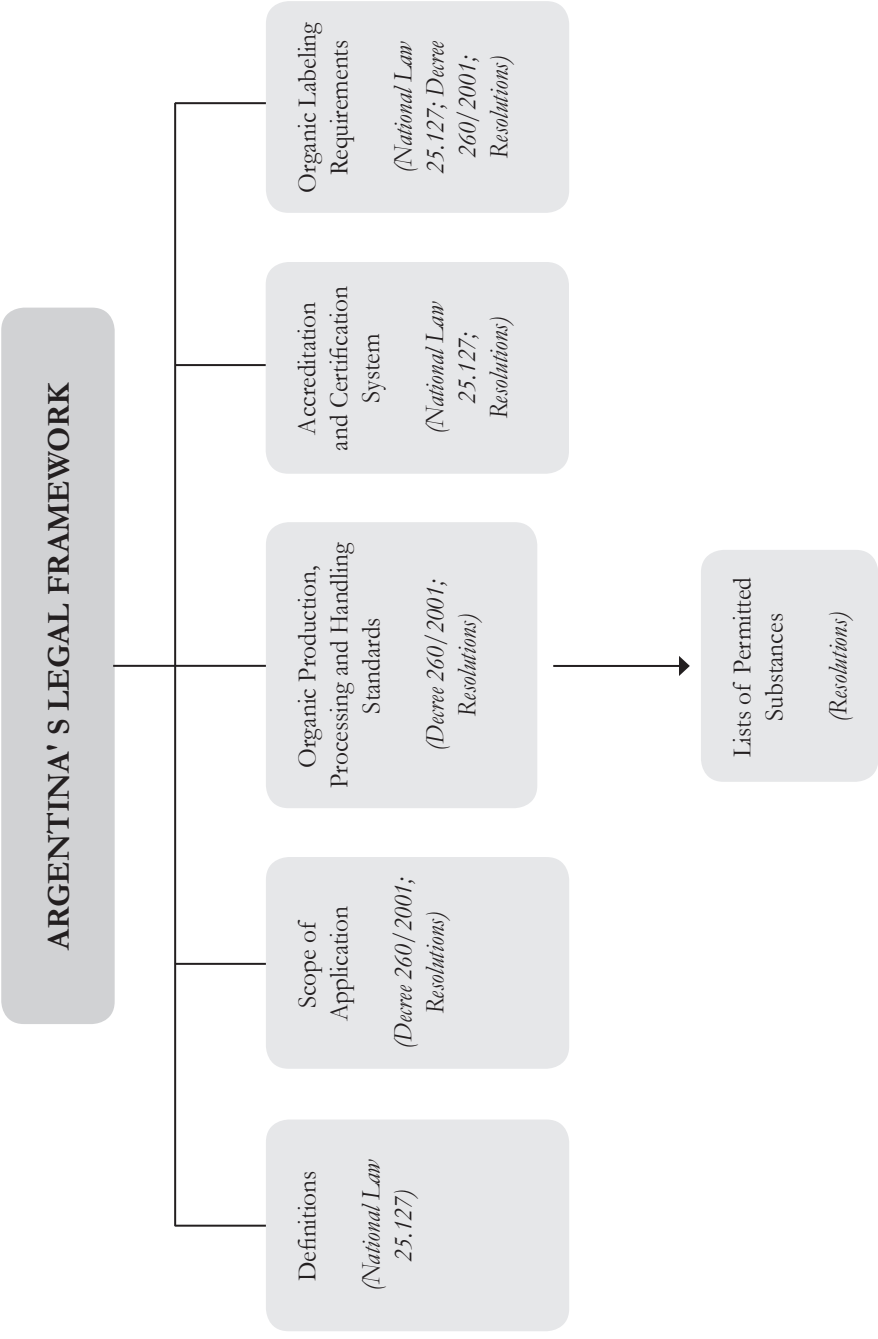 ARGENTINA' S LEGAL FRAMEWORK
Definitions
(National Law
25.127)
Scope of
Application
(Decree 260/2001;
Resolutions)
Organic Production,
Processing and Handling
Standards
(Decree 260/2001;
Resolutions)
Accreditation
and Certification
System
(National Law
25.127;
Resolutions)
Organic Labeling
Requirements
(National Law
25.127; Decree
260/2001;
Resolutions)
Lists of Permitted
Substances
(Resolutions)